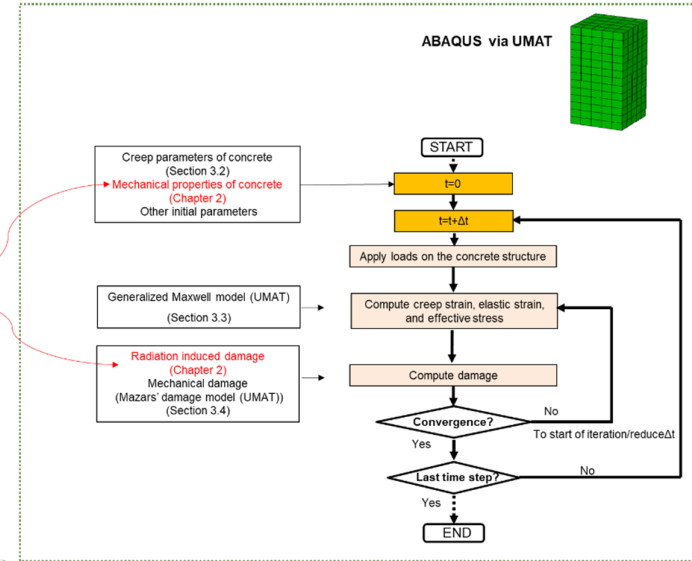 ABAQUS via UMAT
START
Creep parameters of concrete
(Section 3.2)
Mechanical properties of concrete
(Chapter 2)
Other initial parameters
t=0
t=t+Δt
Apply loads on the concrete structure
Generalized Maxwell model (UMAT)
(Section 3.3)
Compute creep strain, elastic strain,
and effective stress
Radiation induced damage
(Chapter 2)
Mechanical damage
(Mazars' damage model (UMAT))
(Section 3.4)
Compute damage
Convergence?
No
To start of iteration/reduceΔt
Yes
Last time step?
No
Yes
END